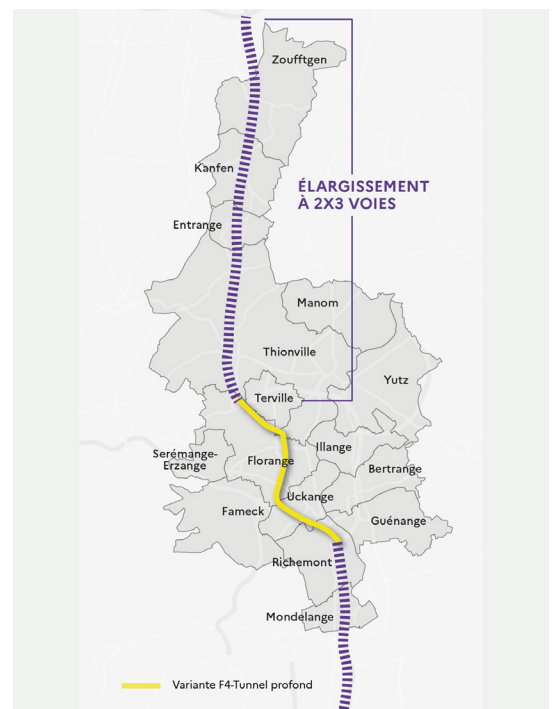 Zoufftgen
Kanfen
ÉLARGISSEMENT
À 2X3 VOIES
Entrange
Manom
Thionville
Yutz
Terville
Illange
Serémange-
Erzange
Florange
Bertrange
Uckange
Fameck
Guénange
Richemont
Mondelange
Variante F4-Tunnel profond